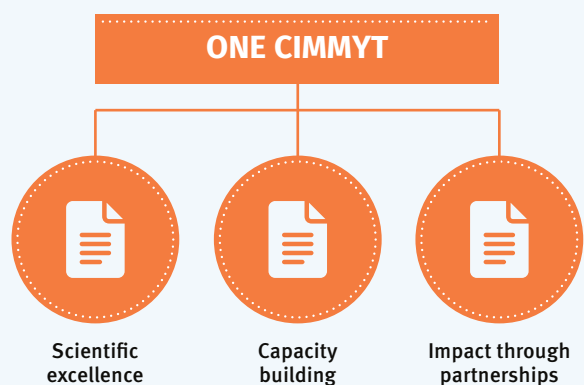 ONE CIMMYT
Scientific
excellence
Capacity
building
Impact through
partnerships